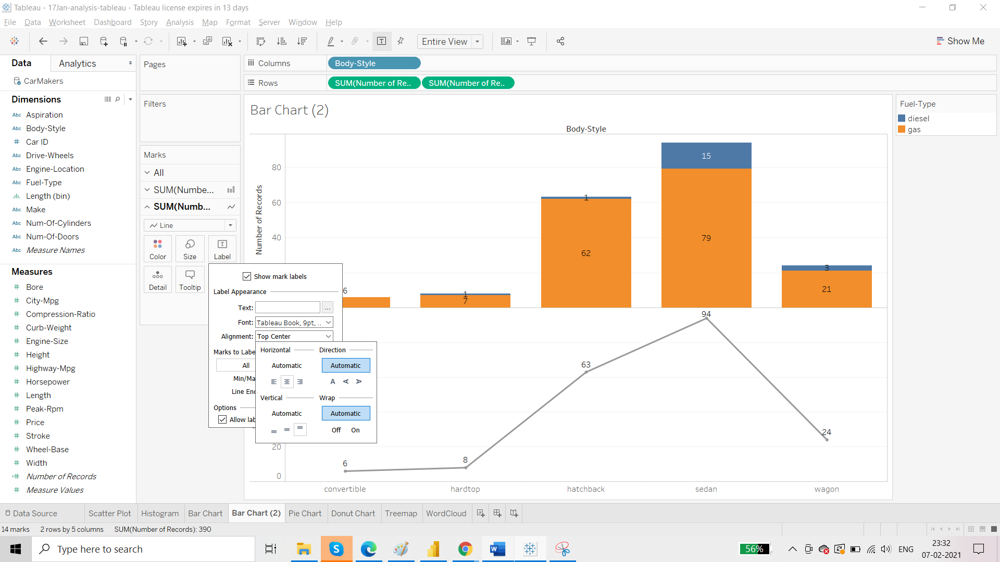 Tableau - 17Jan-analysis-tableau - Tableau license expires in 13 days
File Data Worksheet Dashboard Story Analysis Map Format Server Window Help
Entire View
Show Me
Data Analytics
CarMakers
Dimensions
Abc Aspiration
Abc Body-Style
# Car ID
Abc Drive-Wheels
Abc Engine-Location
Abc Fuel-Type
Length (bin)
Abc Make
Abc Num-Of-Cylinders
Abc Num-Of-Doors
Abc Measure Names
Measures
# Bore
# City-Mpg
# Compression-Ratio
# Curb-Weight
# Engine-Size
# Height
# Highway-Mpg
# Horsepower
# Length
# Peak-Rpm
# Price
# Stroke
# Wheel-Base
# Width
=# Number of Records
# Measure Values
Pages
Filters
Marks
All
SUM(Numbe...
SUM(Numb...
Line
Color Size Label
Detail Tooltip
Show mark labels
Label Appearance
Text: ...
Font: Tableau Book, 9pt, ..
Alignment: Top Center
Marks to Labe
All
Min/Ma
Line End
Options
Allow lab
Horizontal Direction
Automatic Automatic
A A A
Vertical Wrap
Automatic Automatic
Off On
Columns Body-Style
Rows SUM(Number of Re.. SUM(Number of Re..
Bar Chart (2)
Body-Style
Number of Records
80
60
40
6
1
7
1
62
15
79
3
21
20
0
6
8
63
94
24
convertible hardtop hatchback sedan wagon
Fuel-Type
diesel
gas
Data Source Scatter Plot Histogram Bar Chart Bar Chart (2) Pie Chart Donut Chart Treemap WordCloud
14 marks 2 rows by 5 columns SUM(Number of Records): 390
Type here to search
56%
ENG
23:32
07-02-2021